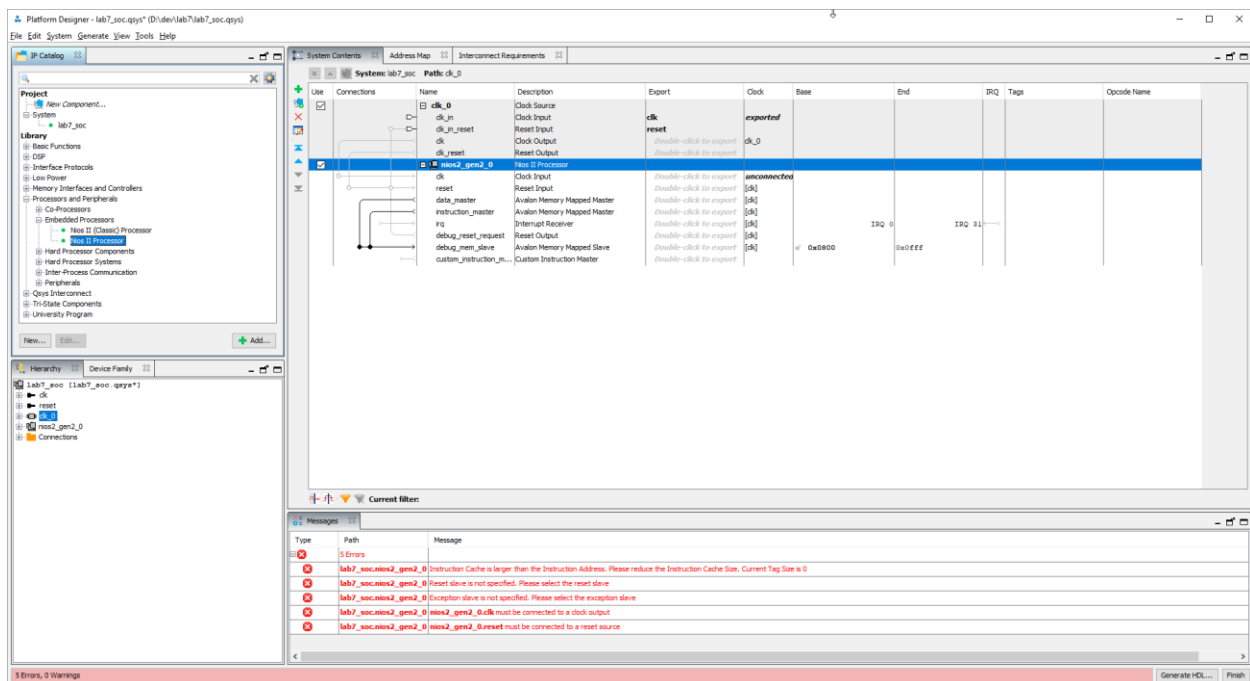 Platform Designer - lab7_soc.qsys* (D:\dev\lab7\lab7_soc.qsys)
File Edit System Generate View Tools Help
IP Catalog
Project
New Component...
System
lab7_soc
Library
Basic Functions
DSP
Interface Protocols
Low Power
Memory Interfaces and Controllers
Processors and Peripherals
Co-Processors
Embedded Processors
Nios II (Classic) Processor
Nios II Processor
Hard Processor Components
Hard Processor Systems
Inter-Process Communication
Peripherals
Qsys Interconnect
Tri-State Components
University Program
New... Edit... Add...
Hierarchy Device Family
lab7_soc [lab7_soc.qsys*]
clk
reset
clk_0
nios2_gen2_0
Connections
System Contents Address Map Interconnect Requirements
System: lab7_soc Path: clk_0
Use Connections Name Description Export Clock Base End IRQ Tags Opcode Name
clk_0 Clock Source
clk_in Clock Input clk exported
clk_in_reset Reset Input reset
clk Clock Output Double-click to export clk_0
clk_reset Reset Output Double-click to export
nios2_gen2_0 Nios II Processor
clk Clock Input Double-click to export unconnected
reset Reset Input Double-click to export [clk]
data_master Avalon Memory Mapped Master Double-click to export [clk]
instruction_master Avalon Memory Mapped Master Double-click to export [clk]
irq Interrupt Receiver Double-click to export [clk] IRQ 0 IRQ 31
debug_reset_request Reset Output Double-click to export [clk]
debug_mem_slave Avalon Memory Mapped Slave Double-click to export [clk] 0x0800 0x0fff
custom_instruction_m... Custom Instruction Master Double-click to export
Current filter:
Messages
Type Path Message
5 Errors
lab7_soc.nios2_gen2_0 Instruction Cache is larger than the Instruction Address. Please reduce the Instruction Cache Size. Current Tag Size is 0
lab7_soc.nios2_gen2_0 Reset slave is not specified. Please select the reset slave
lab7_soc.nios2_gen2_0 Exception slave is not specified. Please select the exception slave
lab7_soc.nios2_gen2_0 nios2_gen2_0.clk must be connected to a clock output
lab7_soc.nios2_gen2_0 nios2_gen2_0.reset must be connected to a reset source
5 Errors, 0 Warnings
Generate HDL... Finish